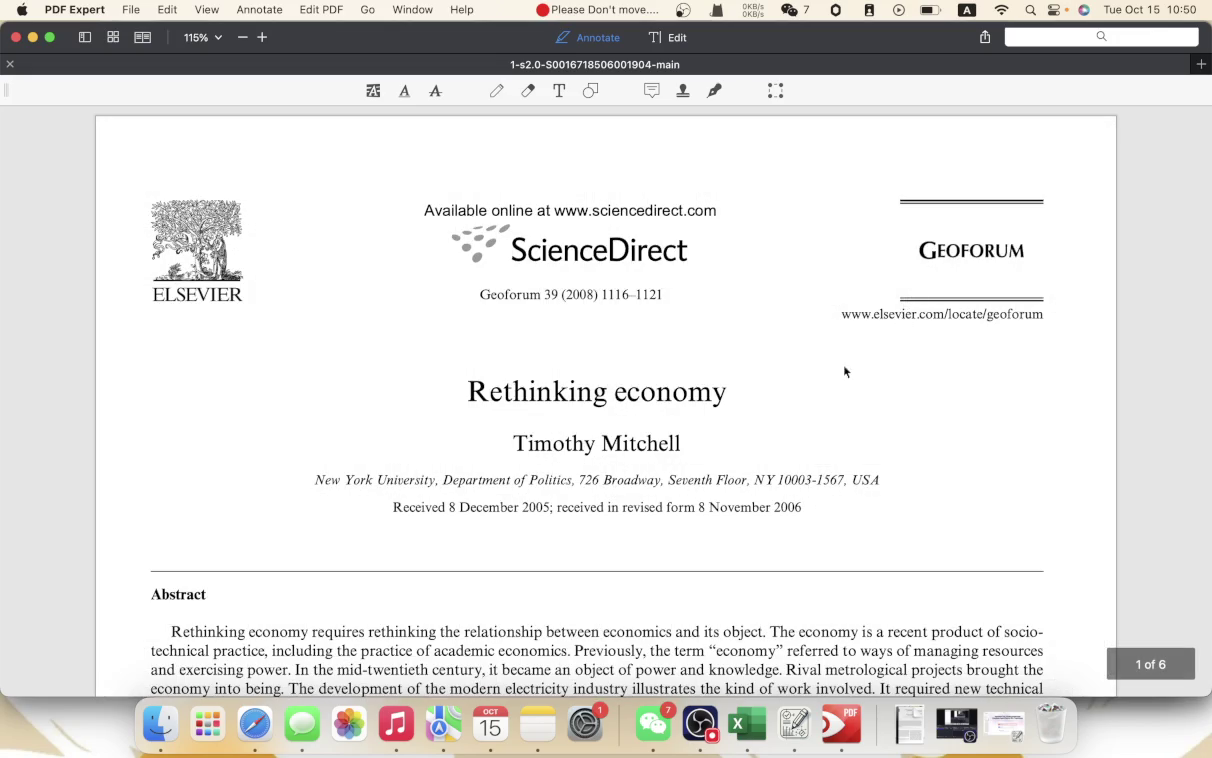 PDF Expert File Annotate Edit PDF Go Window Help Please Don't move... 0KB/s 0KB/s 7 A Tue Oct 15 10:50
115% Annotate Edit
1-s2.0-S0016718506001904-main
A A A T
Available online at www.sciencedirect.com
ScienceDirect
ELSEVIER
Geoforum 39 (2008) 1116–1121
GEOFORUM
www.elsevier.com/locate/geoforum
Rethinking economy
Timothy Mitchell
New York University, Department of Politics, 726 Broadway, Seventh Floor, NY 10003-1567, USA
Received 8 December 2005; received in revised form 8 November 2006
Abstract
Rethinking economy requires rethinking the relationship between economics and its object. The economy is a recent product of socio-
technical practice, including the practice of academic economics. Previously, the term “economy” referred to ways of managing resources
and exercising power. In the mid-twentieth century, it became an object of power and knowledge. Rival metrological projects brought the
economy into being. The development of the modern electricity industry illustrates the kind of work involved. It required new technical
1 of 6
OCT
15
1
7
X
PDF